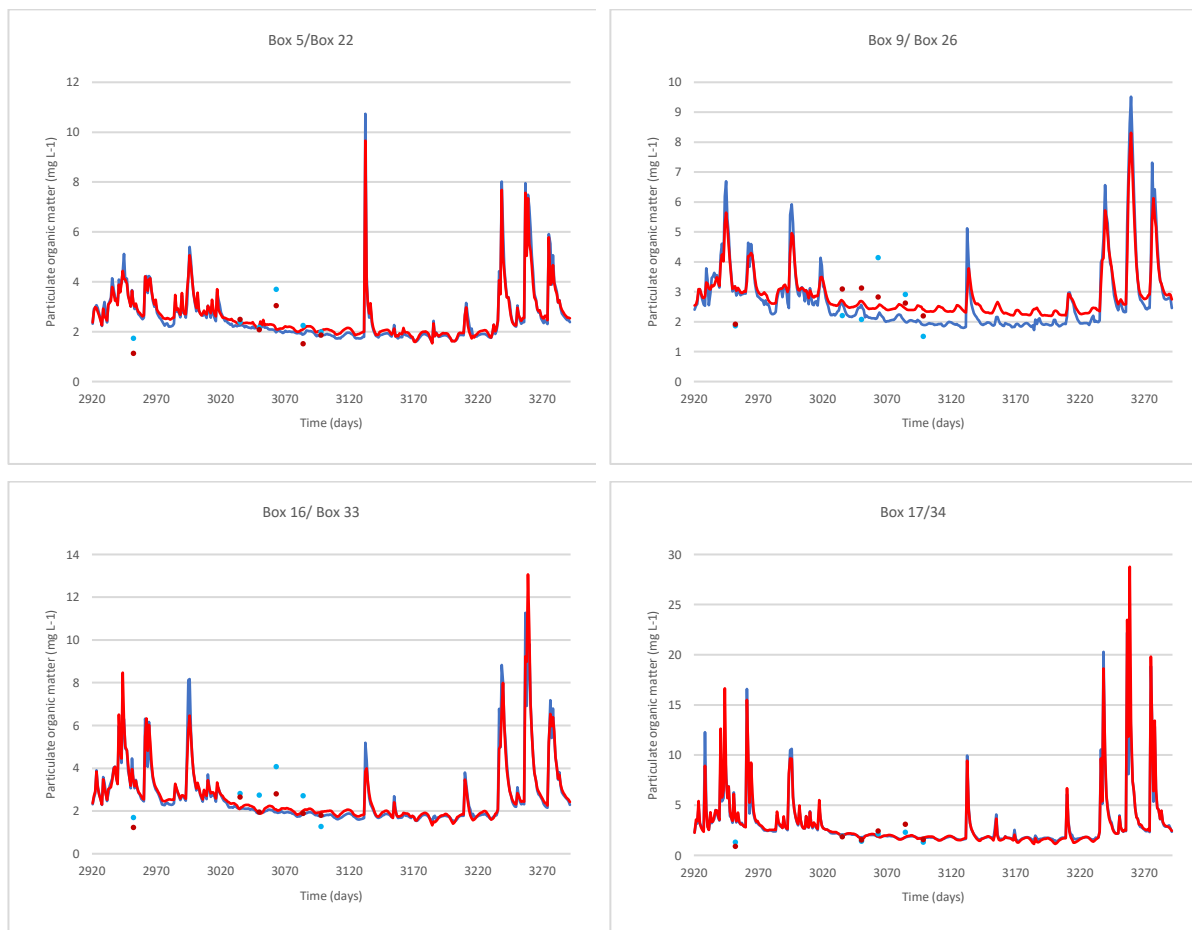 Box 5/Box 22
Particulate organic matter (mg L-1)
12
10
8
6
4
2
0
2920 2970 3020 3070 3120 3170 3220 3270
Time (days)
Box 9/ Box 26
Particulate organic matter (mg L-1)
10
9
8
7
6
5
4
3
2
1
0
2920 2970 3020 3070 3120 3170 3220 3270
Time (days)
Box 16/ Box 33
Particulate organic matter (mg L-1)
14
12
10
8
6
4
2
0
2920 2970 3020 3070 3120 3170 3220 3270
Time (days)
Box 17/34
Particulate organic matter (mg L-1)
30
25
20
15
10
5
0
2920 2970 3020 3070 3120 3170 3220 3270
Time (days)